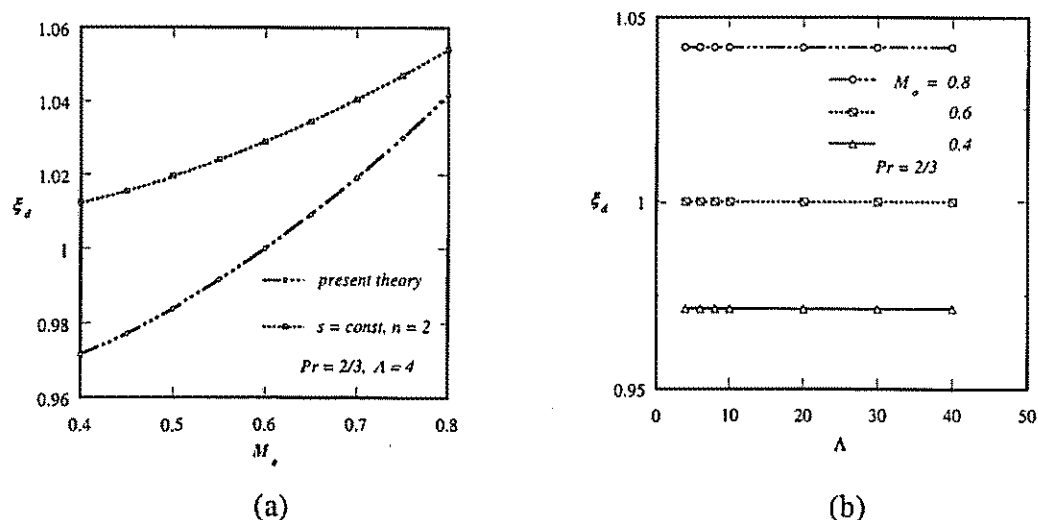 1.06
1.04
1.02
ξd
1
0.98
0.96
present theory
s = const, n = 2
Pr = 2/3, Λ = 4
0.4 0.5 0.6 0.7 0.8
Mo
(a)
1.05
ξd
1
0.95
Mo = 0.8
0.6
0.4
Pr = 2/3
0 10 20 30 40 50
Λ
(b)